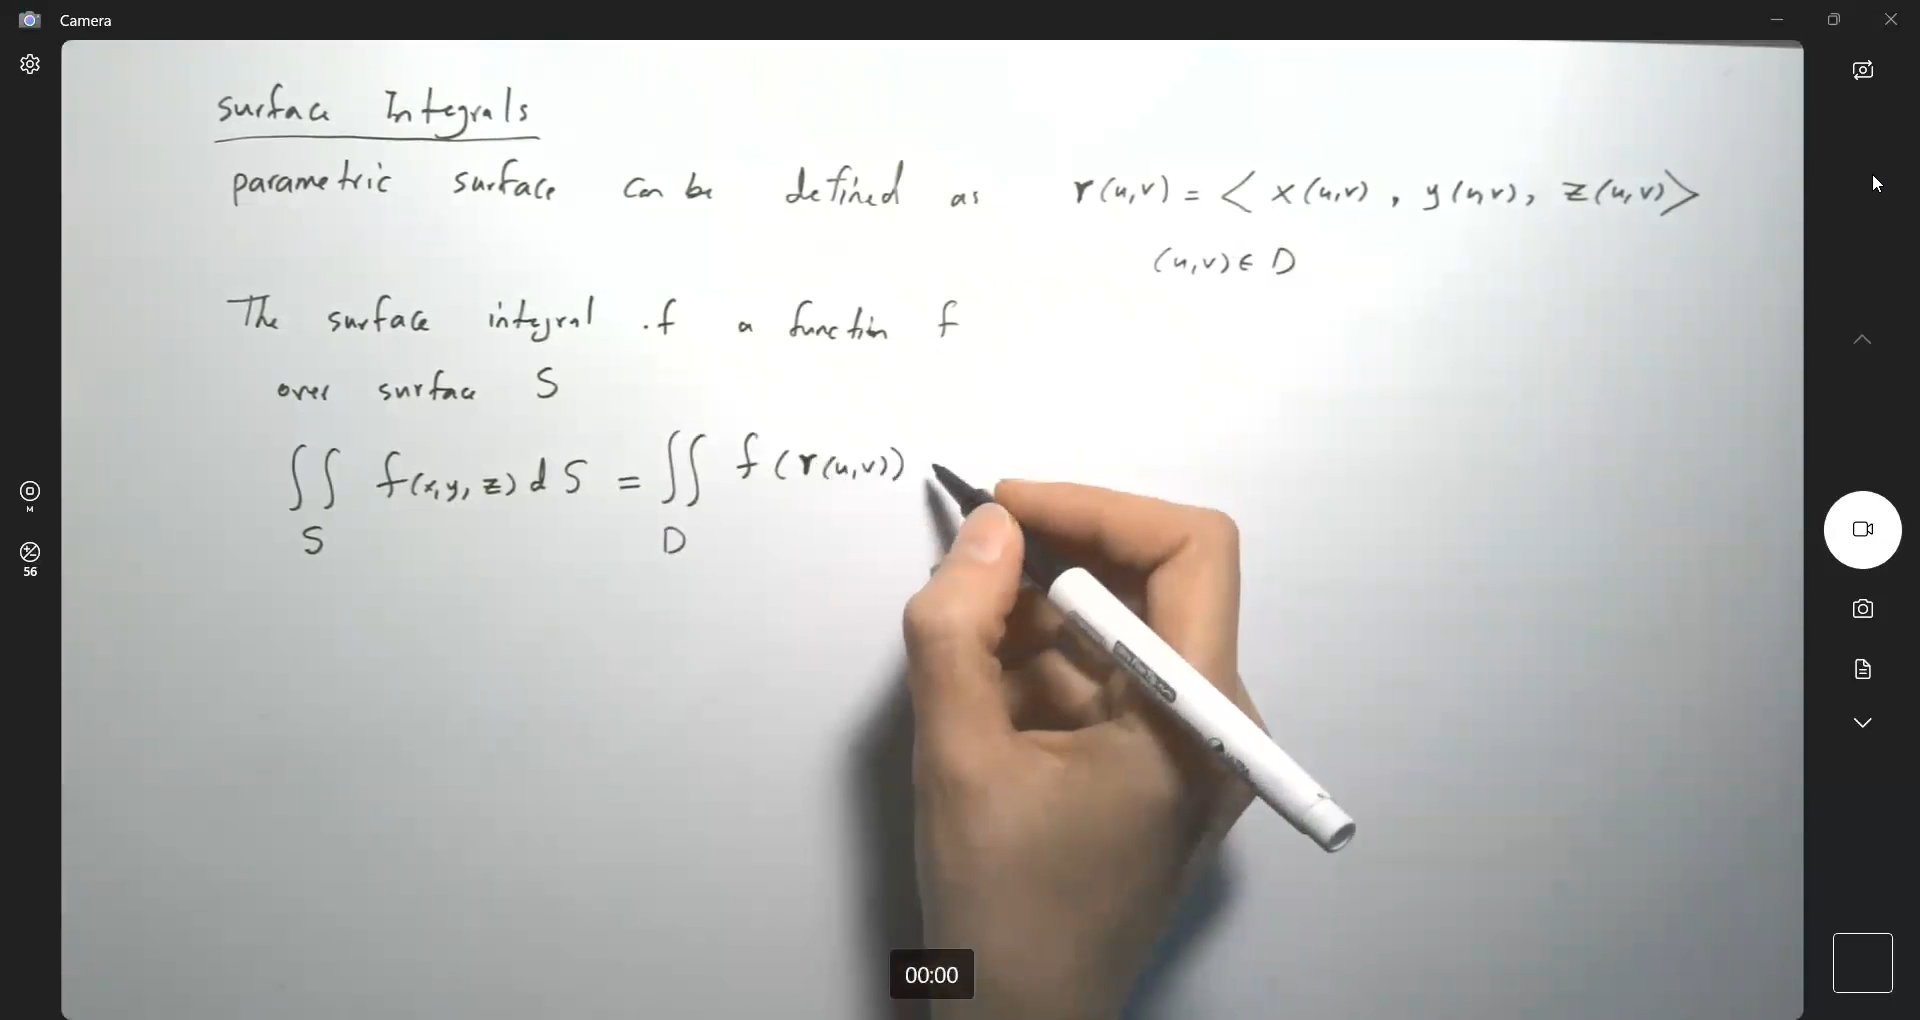 Camera
surface Integrals
parametric surface can be defined as r(u,v) = < x(u,v) , y(u,v), z(u,v)>
(u,v) ∈ D
The surface integral of a function f
over surface S
∬ f(x,y,z) dS = ∬ f(r(u,v))
S D
M
56
00:00